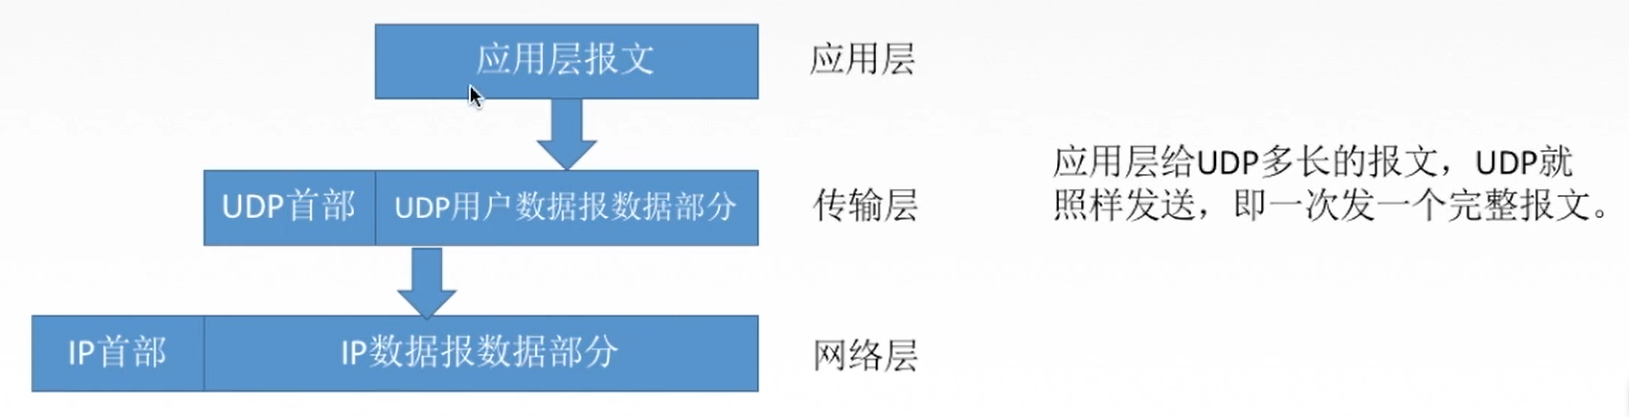 应用层报文 应用层
应用层给UDP多长的报文，UDP就
照样发送，即一次发一个完整报文。
UDP首部 UDP用户数据报数据部分 传输层
IP首部 IP数据报数据部分 网络层